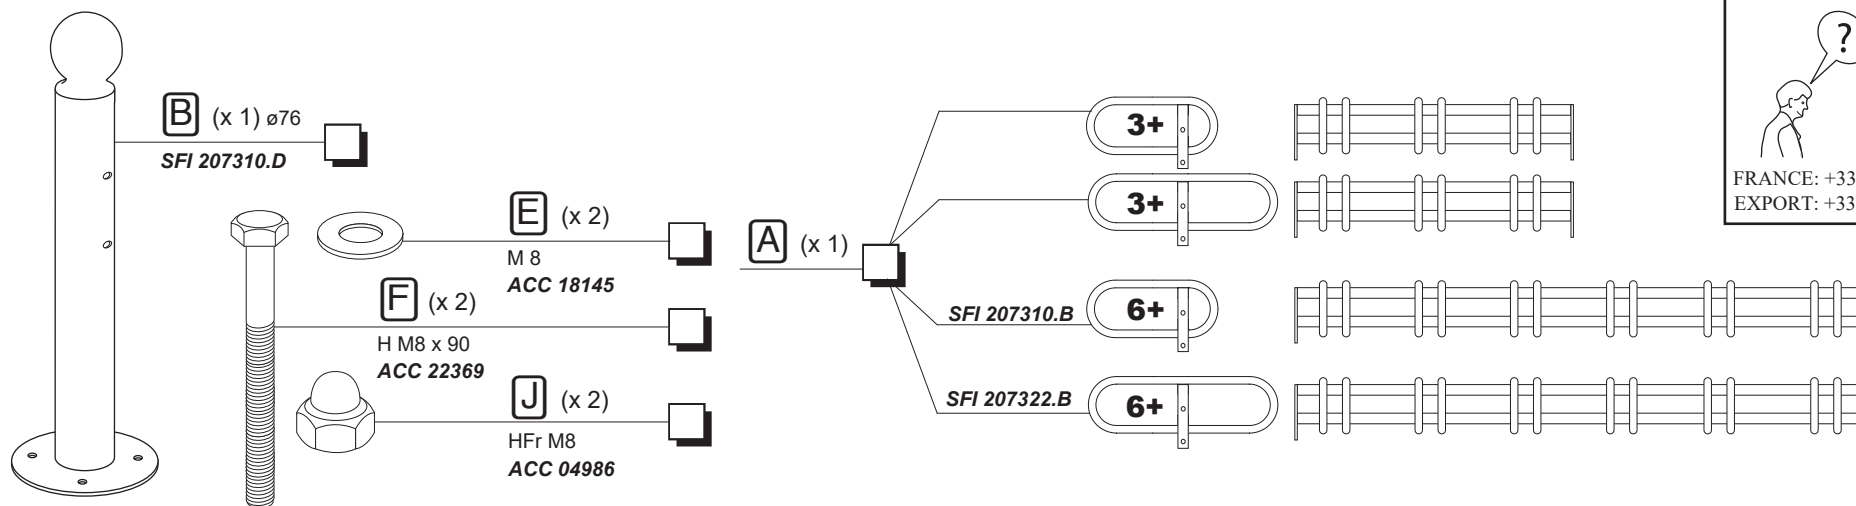 B (x 1) ø76
SFI 207310.D
E (x 2)
M 8
ACC 18145
F (x 2)
H M8 x 90
ACC 22369
J (x 2)
HFr M8
ACC 04986
A (x 1)
3+
3+
SFI 207310.B
6+
SFI 207322.B
6+
?
FRANCE: +33
EXPORT: +33